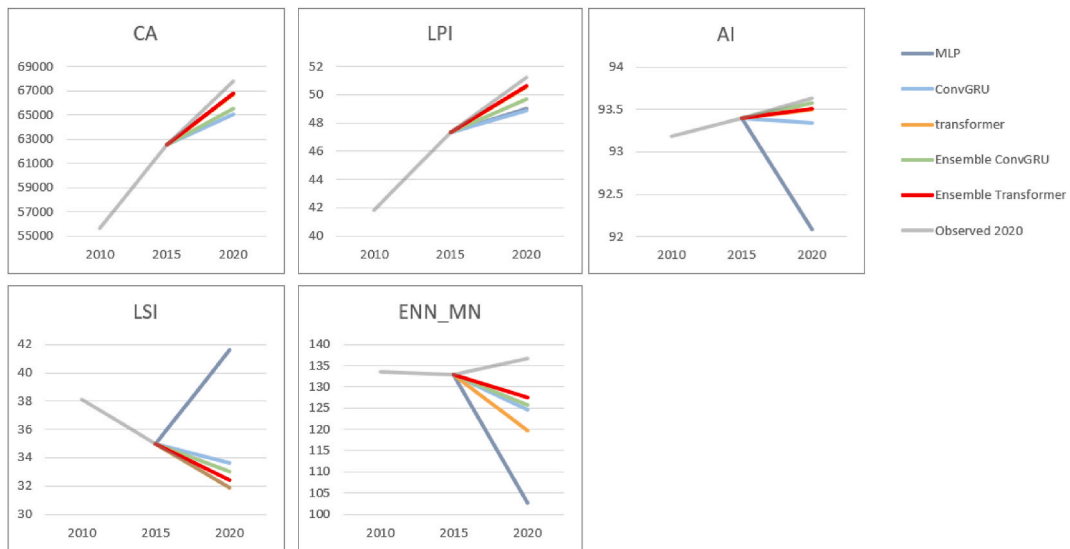 CA
69000
67000
65000
63000
61000
59000
57000
55000
2010 2015 2020
LPI
52
50
48
46
44
42
40
2010 2015 2020
AI
94
93.5
93
92.5
92
2010 2015 2020
MLP
ConvGRU
transformer
Ensemble ConvGRU
Ensemble Transformer
Observed 2020
LSI
42
40
38
36
34
32
30
2010 2015 2020
ENN_MN
140
135
130
125
120
115
110
105
100
2010 2015 2020